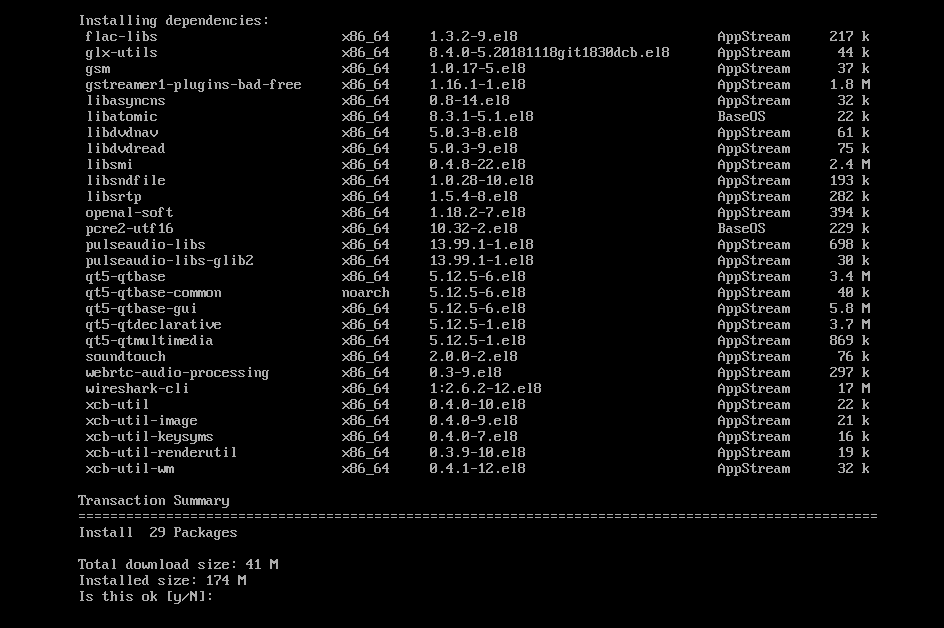 Installing dependencies:
flac-libs x86_64 1.3.2-9.el8 AppStream 217 k
glx-utils x86_64 8.4.0-5.20181118git1830dcb.el8 AppStream 44 k
gsm x86_64 1.0.17-5.el8 AppStream 37 k
gstreamer1-plugins-bad-free x86_64 1.16.1-1.el8 AppStream 1.8 M
libasyncns x86_64 0.8-14.el8 AppStream 32 k
libatomic x86_64 8.3.1-5.1.el8 BaseOS 22 k
libdvdnav x86_64 5.0.3-8.el8 AppStream 61 k
libdvdread x86_64 5.0.3-9.el8 AppStream 75 k
libsmi x86_64 0.4.8-22.el8 AppStream 2.4 M
libsndfile x86_64 1.0.28-10.el8 AppStream 193 k
libsrtp x86_64 1.5.4-8.el8 AppStream 282 k
openal-soft x86_64 1.18.2-7.el8 AppStream 394 k
pcre2-utf16 x86_64 10.32-2.el8 BaseOS 229 k
pulseaudio-libs x86_64 13.99.1-1.el8 AppStream 698 k
pulseaudio-libs-glib2 x86_64 13.99.1-1.el8 AppStream 30 k
qt5-qtbase x86_64 5.12.5-6.el8 AppStream 3.4 M
qt5-qtbase-common noarch 5.12.5-6.el8 AppStream 40 k
qt5-qtbase-gui x86_64 5.12.5-6.el8 AppStream 5.8 M
qt5-qtdeclarative x86_64 5.12.5-1.el8 AppStream 3.7 M
qt5-qtmultimedia x86_64 5.12.5-1.el8 AppStream 869 k
soundtouch x86_64 2.0.0-2.el8 AppStream 76 k
webrtc-audio-processing x86_64 0.3-9.el8 AppStream 297 k
wireshark-cli x86_64 1:2.6.2-12.el8 AppStream 17 M
xcb-util x86_64 0.4.0-10.el8 AppStream 22 k
xcb-util-image x86_64 0.4.0-9.el8 AppStream 21 k
xcb-util-keysyms x86_64 0.4.0-7.el8 AppStream 16 k
xcb-util-renderutil x86_64 0.3.9-10.el8 AppStream 19 k
xcb-util-wm x86_64 0.4.1-12.el8 AppStream 32 k
Transaction Summary
====================================================================================================
Install 29 Packages
Total download size: 41 M
Installed size: 174 M
Is this ok [y/N]: